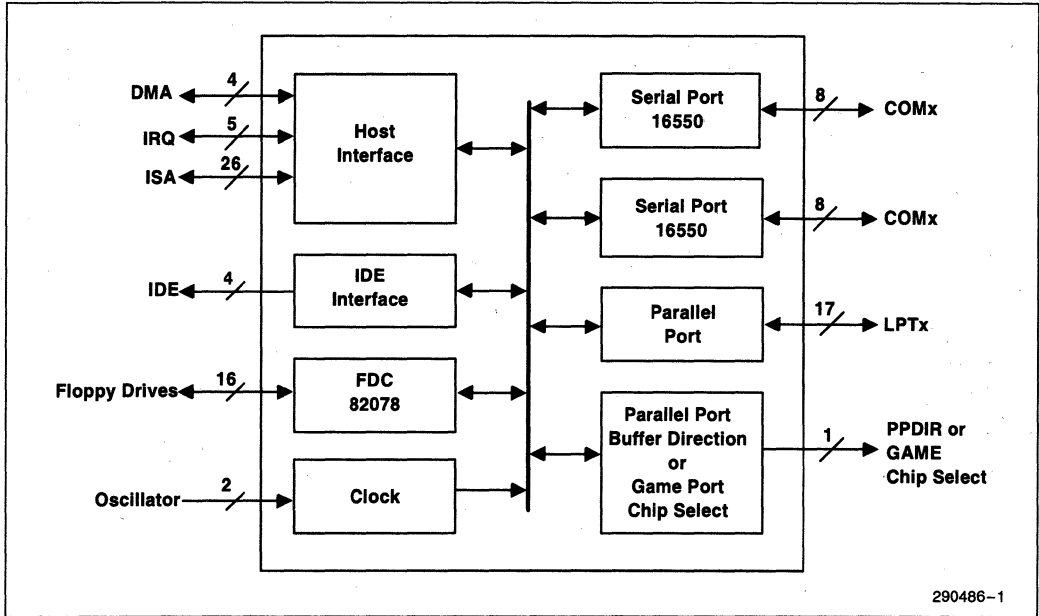 DMA
4
IRQ
5
ISA
26
Host
Interface
IDE
4
IDE
Interface
Floppy Drives
16
FDC
82078
Oscillator
2
Clock
Serial Port
16550
8
COMx
Serial Port
16550
8
COMx
Parallel
Port
17
LPTx
Parallel Port
Buffer Direction
or
Game Port
Chip Select
1
PPDIR or
GAME
Chip Select
290486-1